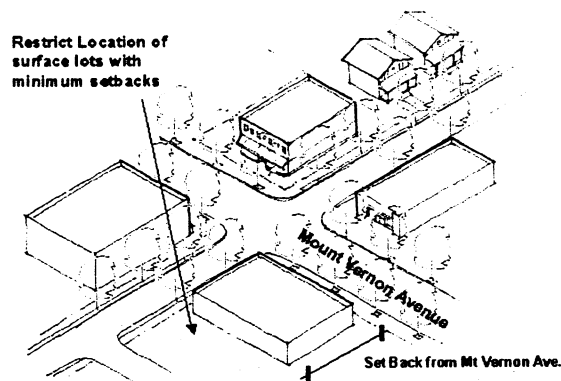 Restrict Location of
surface lots with
minimum setbacks
Mount Vernon Avenue
Set Back from Mt Vernon Ave.